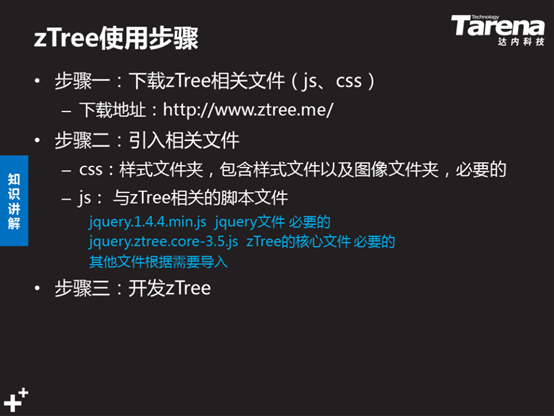 zTree使用步骤
Technology
Tarena
达内科技
• 步骤一：下载zTree相关文件（js、css）
– 下载地址：http://www.ztree.me/
• 步骤二：引入相关文件
– css：样式文件夹，包含样式文件以及图像文件夹，必要的
– js： 与zTree相关的脚本文件
jquery.1.4.4.min.js jquery文件 必要的
jquery.ztree.core-3.5.js zTree的核心文件 必要的
其他文件根据需要导入
• 步骤三：开发zTree
知识讲解